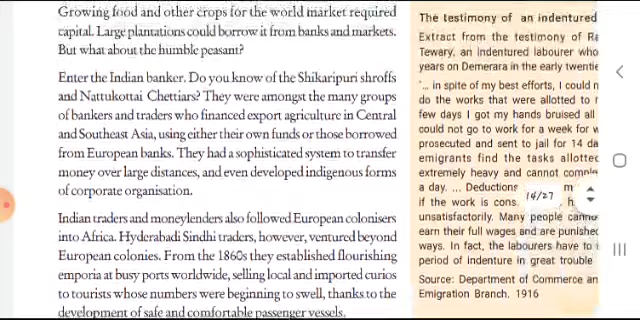 Growing food and other crops for the world market required
capital. Large plantations could borrow it from banks and markets.
But what about the humble peasant?
Enter the Indian banker. Do you know of the Shikaripuri shroffs
and Nattukottai Chettiars? They were amongst the many groups
of bankers and traders who financed export agriculture in Central
and Southeast Asia, using either their own funds or those borrowed
from European banks. They had a sophisticated system to transfer
money over large distances, and even developed indigenous forms
of corporate organisation.
Indian traders and moneylenders also followed European colonisers
into Africa. Hyderabadi Sindhi traders, however, ventured beyond
European colonies. From the 1860s they established flourishing
emporia at busy ports worldwide, selling local and imported curios
to tourists whose numbers were beginning to swell, thanks to the
development of safe and comfortable passenger vessels.
The testimony of an indentured
Extract from the testimony of
Tewary, an indentured labourer who
years on Demerara in the early
'... in spite of my best efforts, I could
do the works that were allotted to
few days I got my hands bruised all
could not go to work for a week for
prosecuted and sent to jail for 14
emigrants find the tasks
extremely heavy and cannot
a day. ... Deductions
if the work is
unsatisfactorily. Many people
earn their full wages and are
ways. In fact, the labourers have to
period of indenture in great trouble
Source: Department of Commerce
Emigration Branch. 1916
14/27